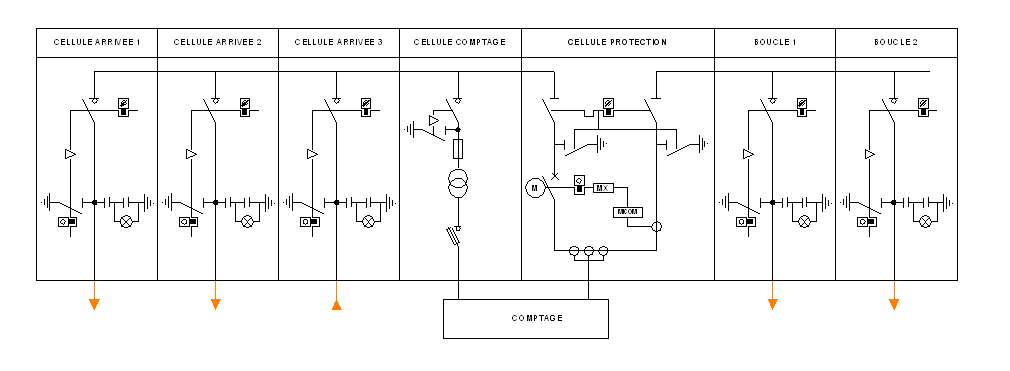 CELLULE ARRIVEE 1
CELLULE ARRIVEE 2
CELLULE ARRIVEE 3
CELLULE COMPTAGE
CELLULE PROTECTION
BOUCLE 1
BOUCLE 2
M
MX
MICOM
COMPTAGE